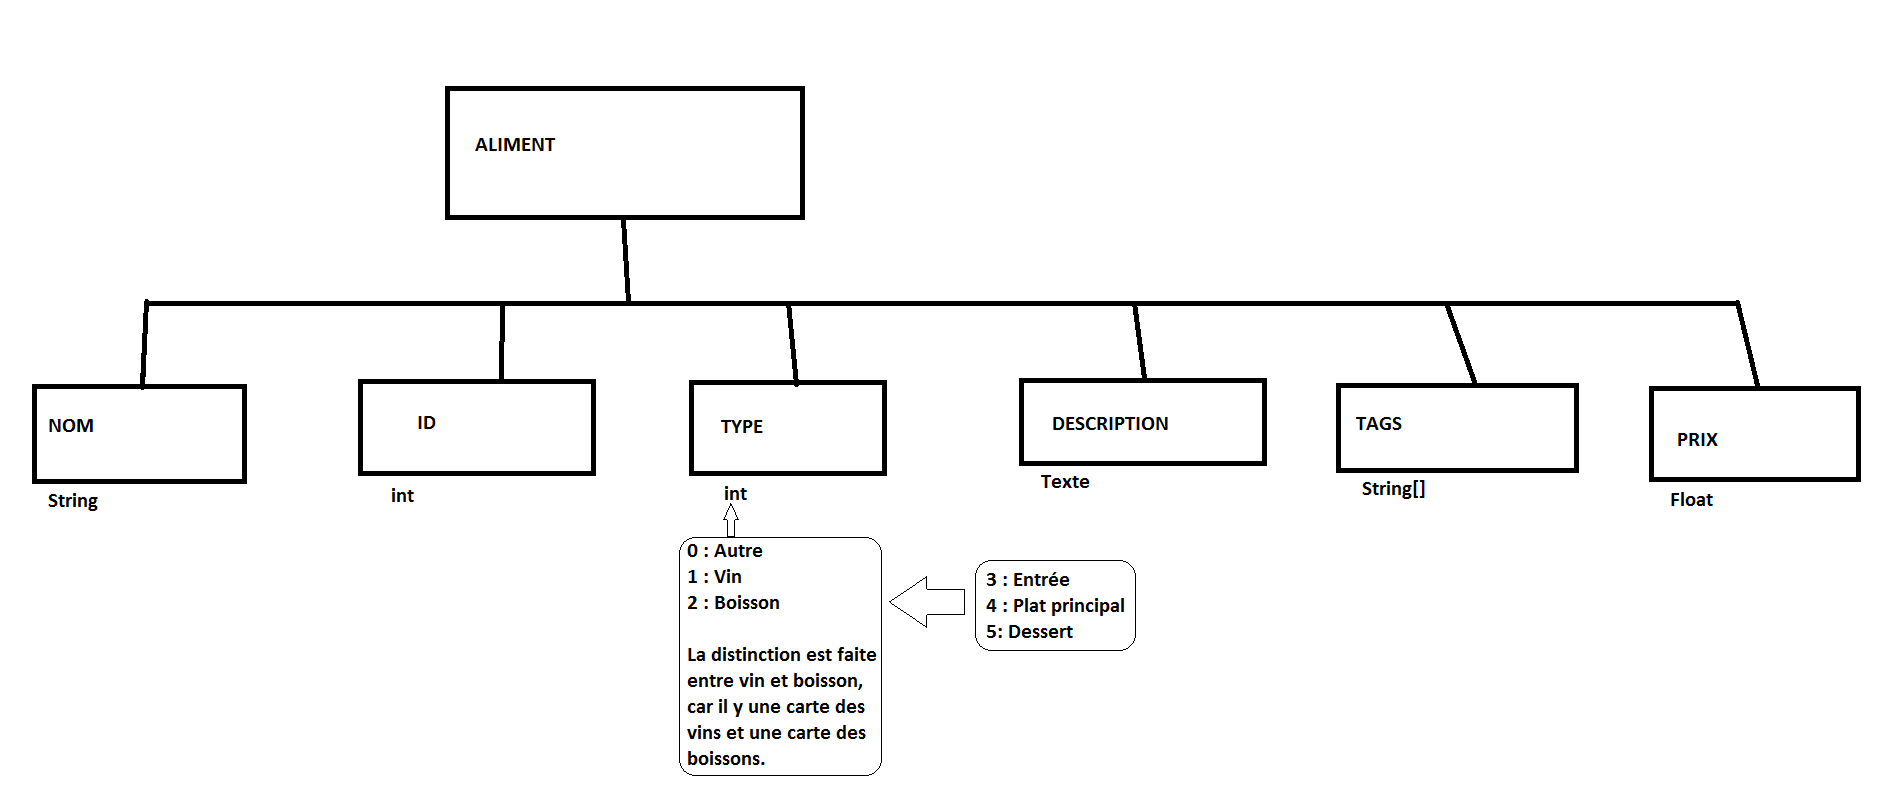 ALIMENT
NOM
ID
TYPE
DESCRIPTION
TAGS
PRIX
String
int
int
Texte
String[]
Float
0 : Autre
1 : Vin
2 : Boisson
La distinction est faite
entre vin et boisson,
car il y une carte des
vins et une carte des
boissons.
3 : Entrée
4 : Plat principal
5: Dessert